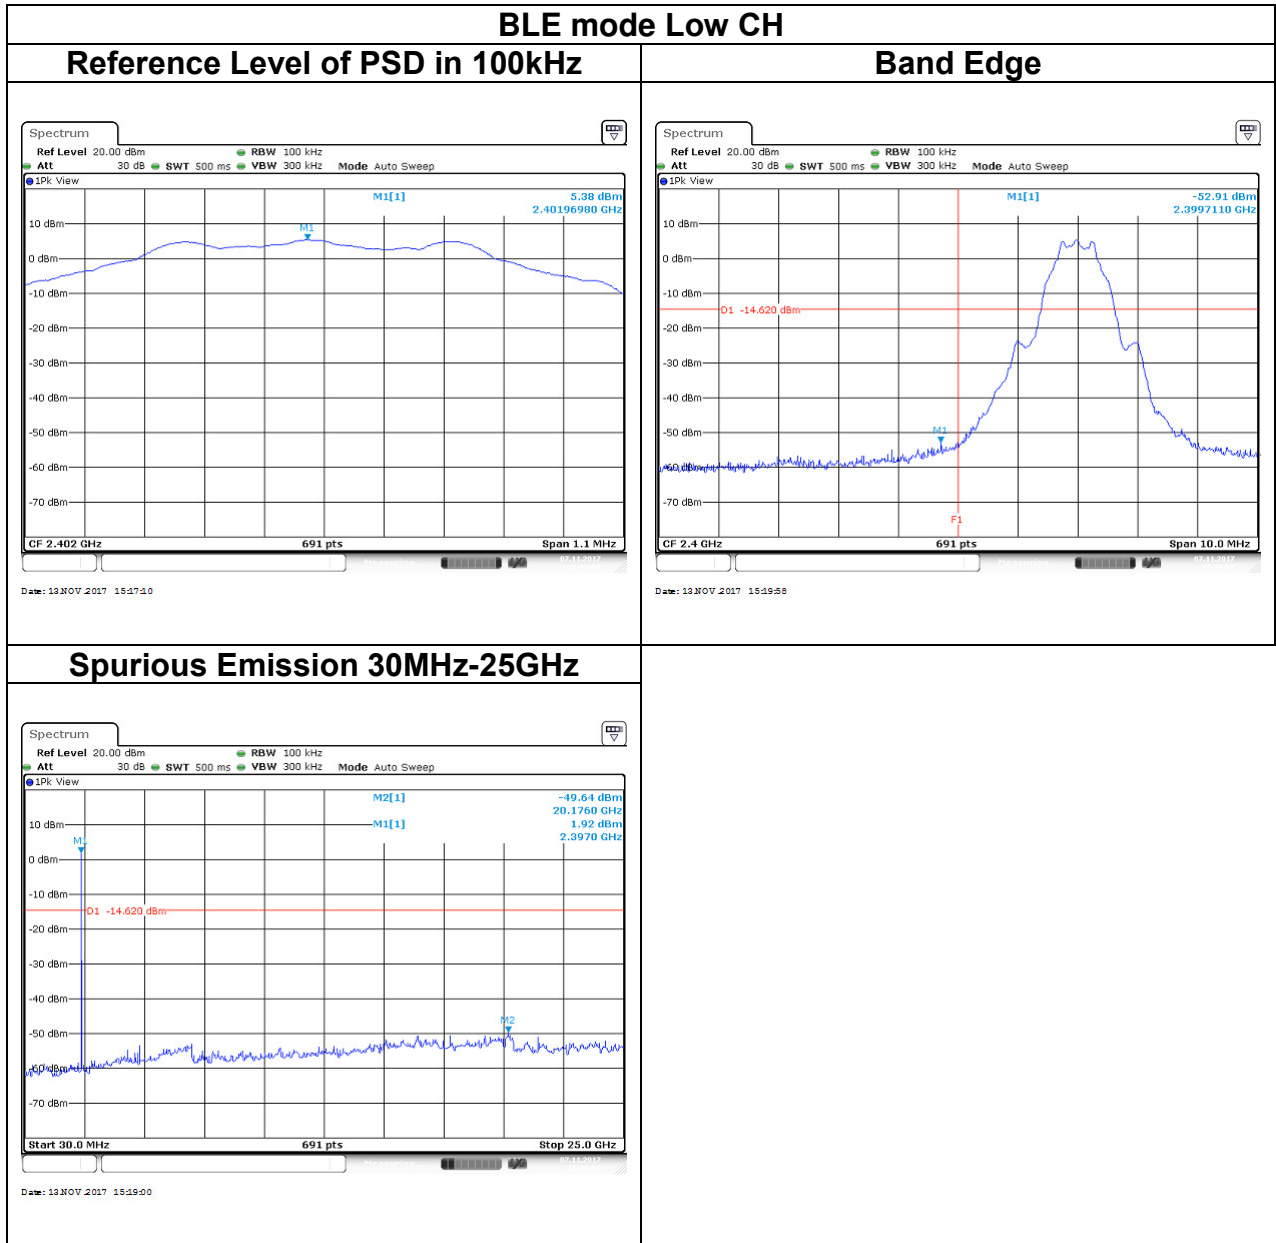 BLE mode Low CH
Reference Level of PSD in 100kHz
Band Edge
Spectrum
Ref Level 20.00 dBm RBW 100 kHz
Att 30 dB SWT 500 ms VBW 300 kHz Mode Auto Sweep
1Pk View
M1[1] 5.38 dBm
2.40196980 GHz
M1
10 dBm
0 dBm
-10 dBm
-20 dBm
-30 dBm
-40 dBm
-50 dBm
-60 dBm
-70 dBm
CF 2.402 GHz 691 pts Span 1.1 MHz
Measuring 07.11.2017
Date: 13.NOV.2017 15:17:10
Spectrum
Ref Level 20.00 dBm RBW 100 kHz
Att 30 dB SWT 500 ms VBW 300 kHz Mode Auto Sweep
1Pk View
M1[1] -52.91 dBm
2.3997110 GHz
10 dBm
0 dBm
-10 dBm
D1 -14.620 dBm
-20 dBm
-30 dBm
-40 dBm
-50 dBm
M1
-60 dBm
-70 dBm
F1
CF 2.4 GHz 691 pts Span 10.0 MHz
07.11.2017
Date: 13.NOV.2017 15:19:58
Spurious Emission 30MHz-25GHz
Spectrum
Ref Level 20.00 dBm RBW 100 kHz
Att 30 dB SWT 500 ms VBW 300 kHz Mode Auto Sweep
1Pk View
M2[1] -49.64 dBm
20.1760 GHz
10 dBm M1[1] 1.92 dBm
2.3970 GHz
M1
0 dBm
-10 dBm
D1 -14.620 dBm
-20 dBm
-30 dBm
-40 dBm
-50 dBm
M2
-60 dBm
-70 dBm
Start 30.0 MHz 691 pts Stop 25.0 GHz
Measuring 07.11.2017
Date: 13.NOV.2017 15:19:00